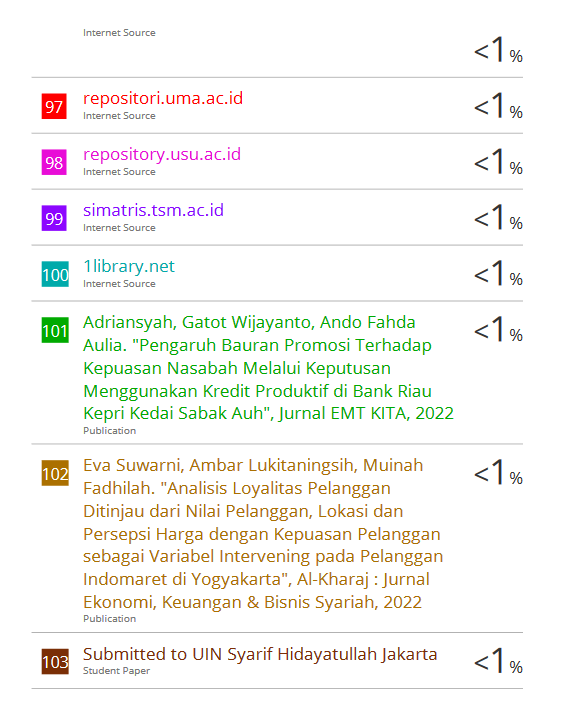 Internet Source
<1%
97 repositori.uma.ac.id <1%
Internet Source
98 repository.usu.ac.id <1%
Internet Source
99 simatris.tsm.ac.id <1%
Internet Source
100 1library.net <1%
Internet Source
101 Adriansyah, Gatot Wijayanto, Ando Fahda <1%
Aulia. "Pengaruh Bauran Promosi Terhadap
Kepuasan Nasabah Melalui Keputusan
Menggunakan Kredit Produktif di Bank Riau
Kepri Kedai Sabak Auh", Jurnal EMT KITA, 2022
Publication
102 Eva Suwarni, Ambar Lukitaningsih, Muinah <1%
Fadhilah. "Analisis Loyalitas Pelanggan
Ditinjau dari Nilai Pelanggan, Lokasi dan
Persepsi Harga dengan Kepuasan Pelanggan
sebagai Variabel Intervening pada Pelanggan
Indomaret di Yogyakarta", Al-Kharaj : Jurnal
Ekonomi, Keuangan & Bisnis Syariah, 2022
Publication
103 Submitted to UIN Syarif Hidayatullah Jakarta <1%
Student Paper